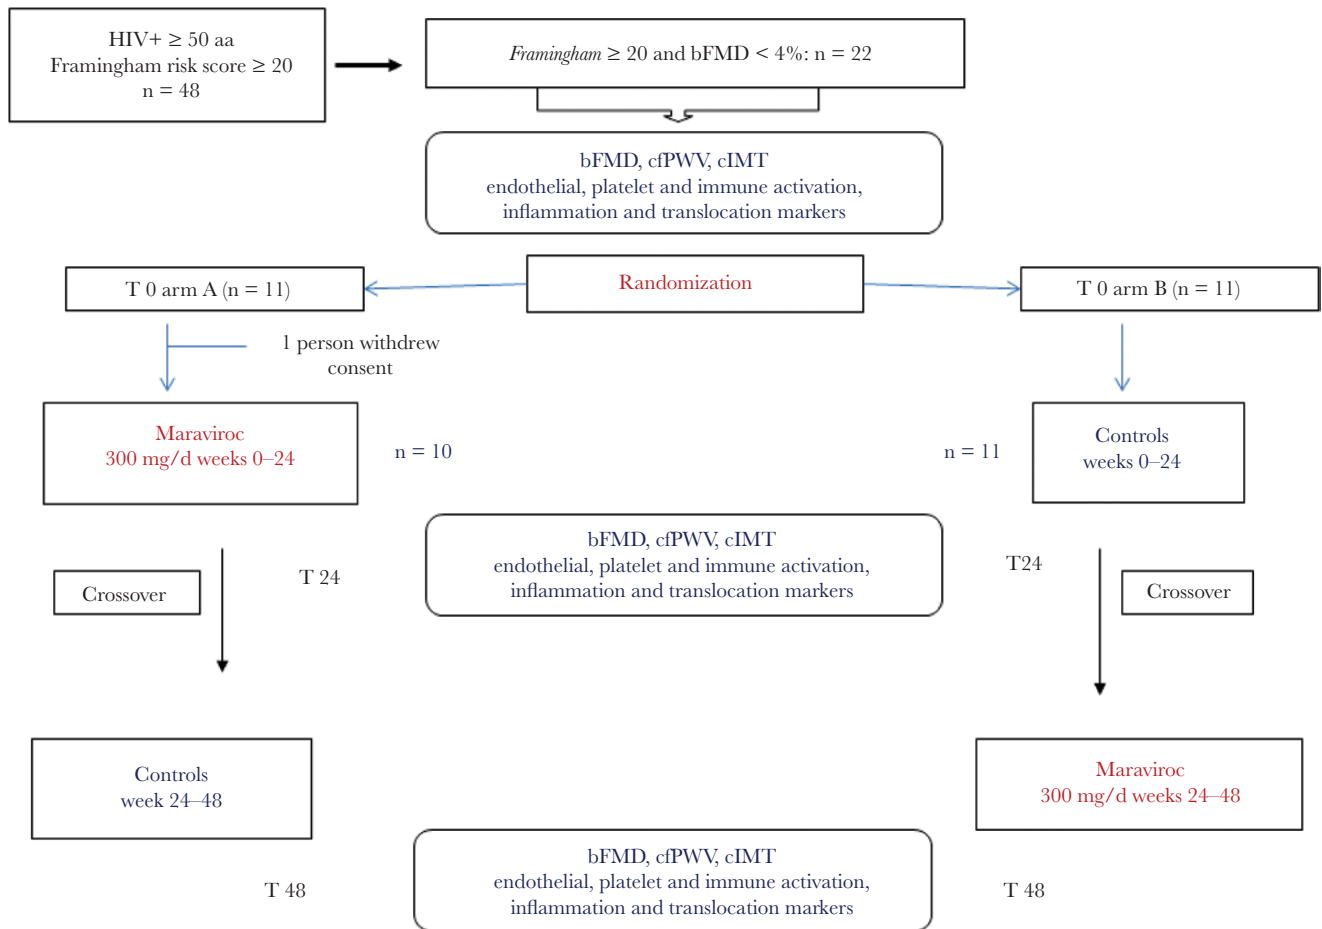 HIV+ ≥ 50 aa
Framingham risk score ≥ 20
n = 48
Framingham ≥ 20 and bFMD < 4%: n = 22
bFMD, cfPWV, cIMT
endothelial, platelet and immune activation,
inflammation and translocation markers
Randomization
T 0 arm A (n = 11)
T 0 arm B (n = 11)
1 person withdrew
consent
Maraviroc
300 mg/d weeks 0–24
n = 10
n = 11
Controls
weeks 0–24
bFMD, cfPWV, cIMT
endothelial, platelet and immune activation,
inflammation and translocation markers
T 24
T24
Crossover
Crossover
Controls
week 24–48
Maraviroc
300 mg/d weeks 24–48
bFMD, cfPWV, cIMT
endothelial, platelet and immune activation,
inflammation and translocation markers
T 48
T 48